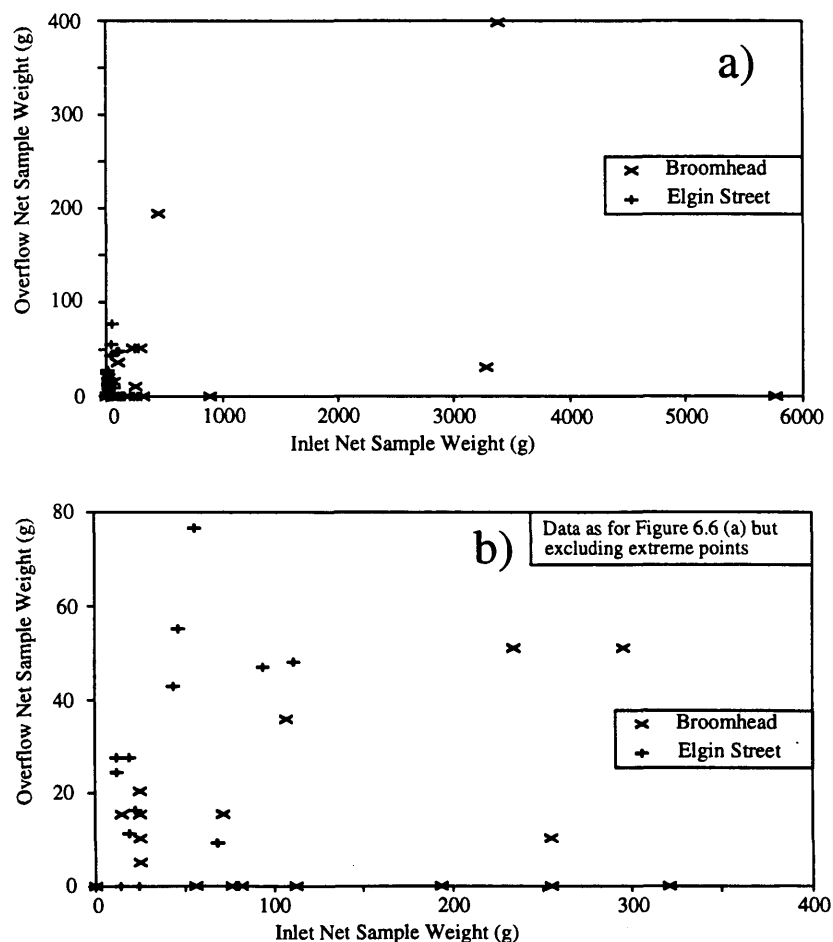 400
300
200
100
0
Overflow Net Sample Weight (g)
a)
Broomhead
Elgin Street
0 1000 2000 3000 4000 5000 6000
Inlet Net Sample Weight (g)
80
60
40
20
0
Overflow Net Sample Weight (g)
b)
Data as for Figure 6.6 (a) but
excluding extreme points
Broomhead
Elgin Street
0 100 200 300 400
Inlet Net Sample Weight (g)